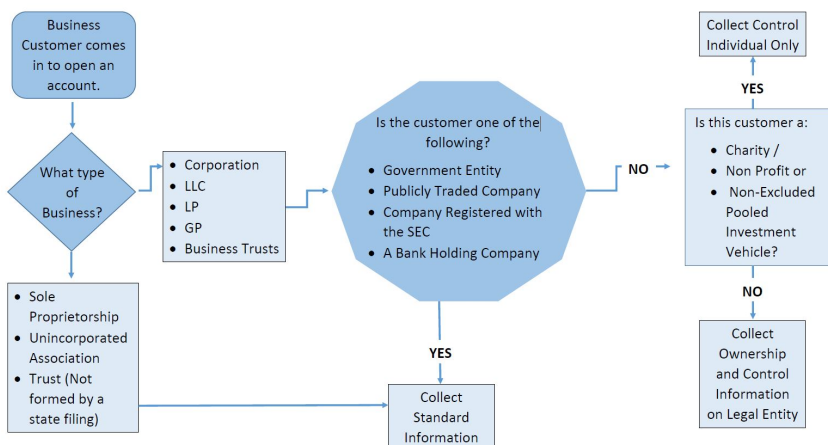 Business
Customer comes
in to open an
account.
What type
of
Business?
• Corporation
• LLC
• LP
• GP
• Business Trusts
• Sole
Proprietorship
• Unincorporated
Association
• Trust (Not
formed by a
state filing)
Is the customer one of the
following?
• Government Entity
• Publicly Traded Company
• Company Registered with
the SEC
• A Bank Holding Company
YES
Collect
Standard
Information
NO
Is this customer a:
• Charity /
• Non Profit or
• Non-Excluded
Pooled
Investment
Vehicle?
YES
Collect Control
Individual Only
NO
Collect
Ownership
and Control
Information
on Legal Entity